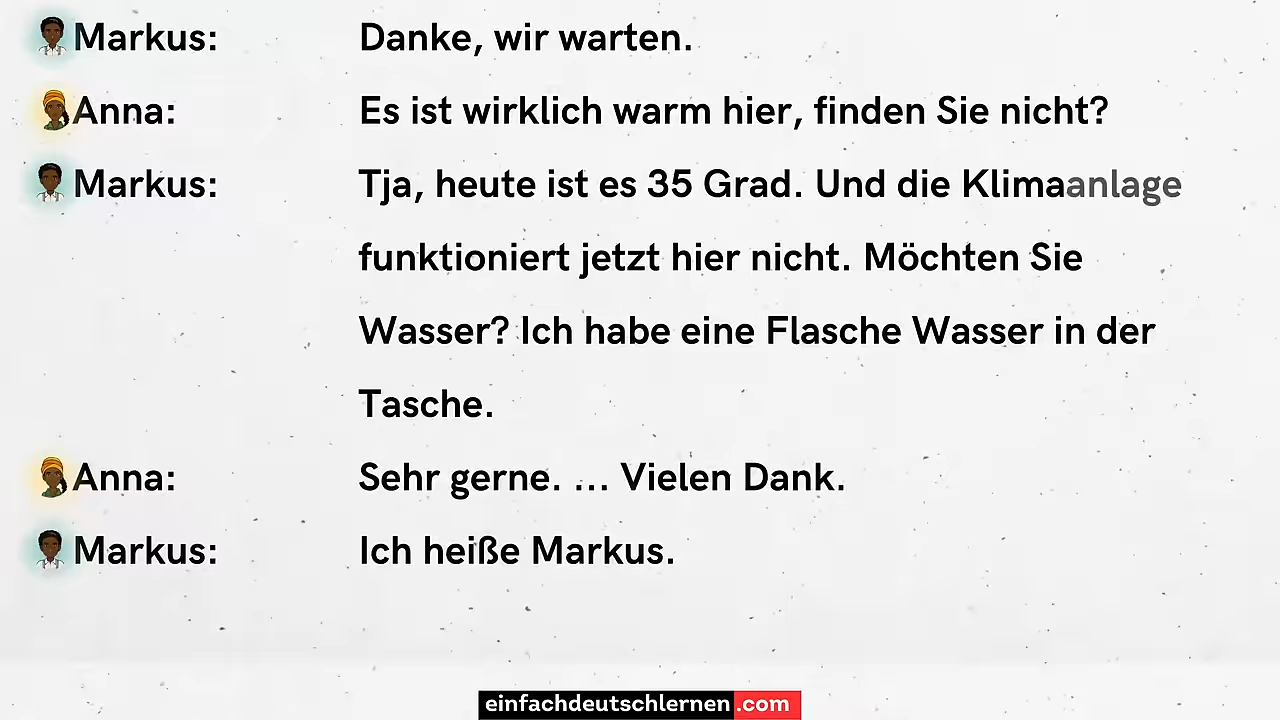 Markus: Danke, wir warten.
Anna: Es ist wirklich warm hier, finden Sie nicht?
Markus: Tja, heute ist es 35 Grad. Und die Klimaanlage
funktioniert jetzt hier nicht. Möchten Sie
Wasser? Ich habe eine Flasche Wasser in der
Tasche.
Anna: Sehr gerne. ... Vielen Dank.
Markus: Ich heiße Markus.
einfachdeutschlernen.com